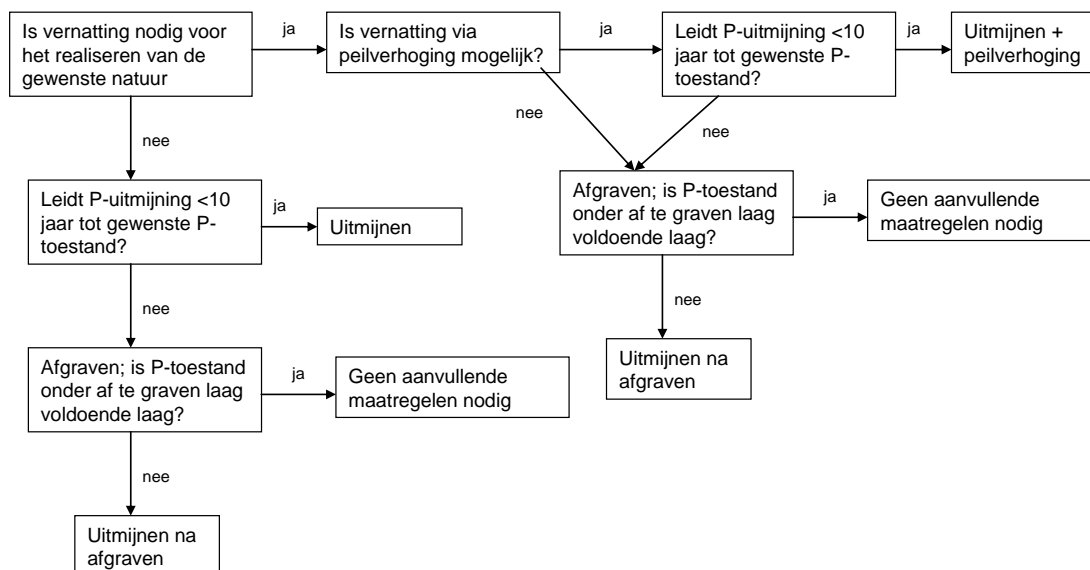 Is vernatting nodig voor
het realiseren van de
gewenste natuur
ja
Is vernatting via
peilverhoging mogelijk?
ja
Leidt P-uitmijning <10
jaar tot gewenste P-
toestand?
ja
Uitmijnen +
peilverhoging
nee
nee
nee
Leidt P-uitmijning <10
jaar tot gewenste P-
toestand?
ja
Uitmijnen
Afgraven; is P-toestand
onder af te graven laag
voldoende laag?
ja
Geen aanvullende
maatregelen nodig
nee
nee
Afgraven; is P-toestand
onder af te graven laag
voldoende laag?
ja
Geen aanvullende
maatregelen nodig
Uitmijnen na
afgraven
nee
Uitmijnen na
afgraven